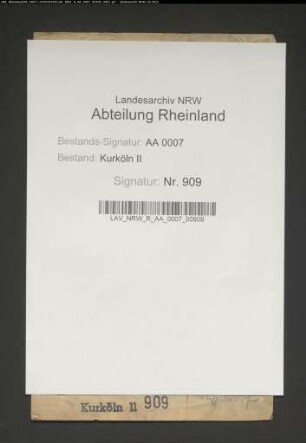 Landesarchiv NRW
Abteilung Rheinland
Bestands-Signatur: AA 0007
Bestand: Kurköln II
Signatur: Nr. 909
LAV_NRW_R_AA_0007_00909
Kurköln II 909